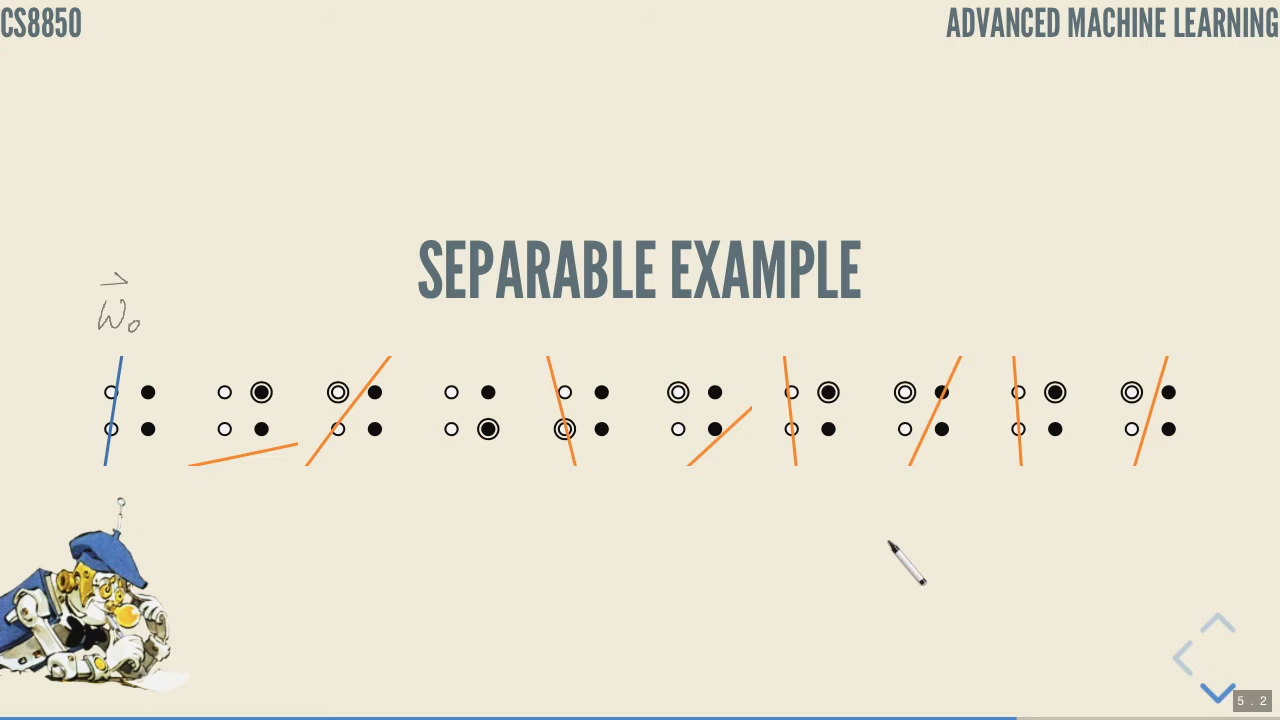 CS8850
ADVANCED MACHINE LEARNING
SEPARABLE EXAMPLE
w₀
5.2